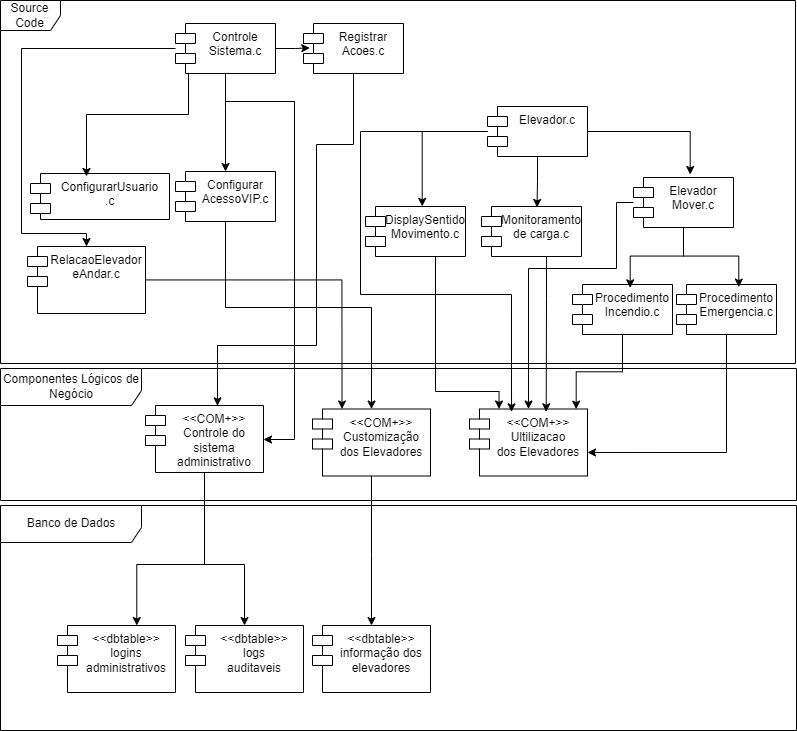 Source
Code
Controle
Sistema.c
Registrar
Acoes.c
Elevador.c
ConfigurarUsuario
.c
Configurar
AcessoVIP.c
DisplaySentido
Movimento.c
Monitoramento
de carga.c
Elevador
Mover.c
RelacaoElevador
eAndar.c
Procedimento
Incendio.c
Procedimento
Emergencia.c
Componentes Lógicos de
Negócio
<<COM+>>
Controle do
sistema
administrativo
<<COM+>>
Customização
dos Elevadores
<<COM+>>
Ultilizacao
dos Elevadores
Banco de Dados
<<dbtable>>
logins
administrativos
<<dbtable>>
logs
auditaveis
<<dbtable>>
informação dos
elevadores